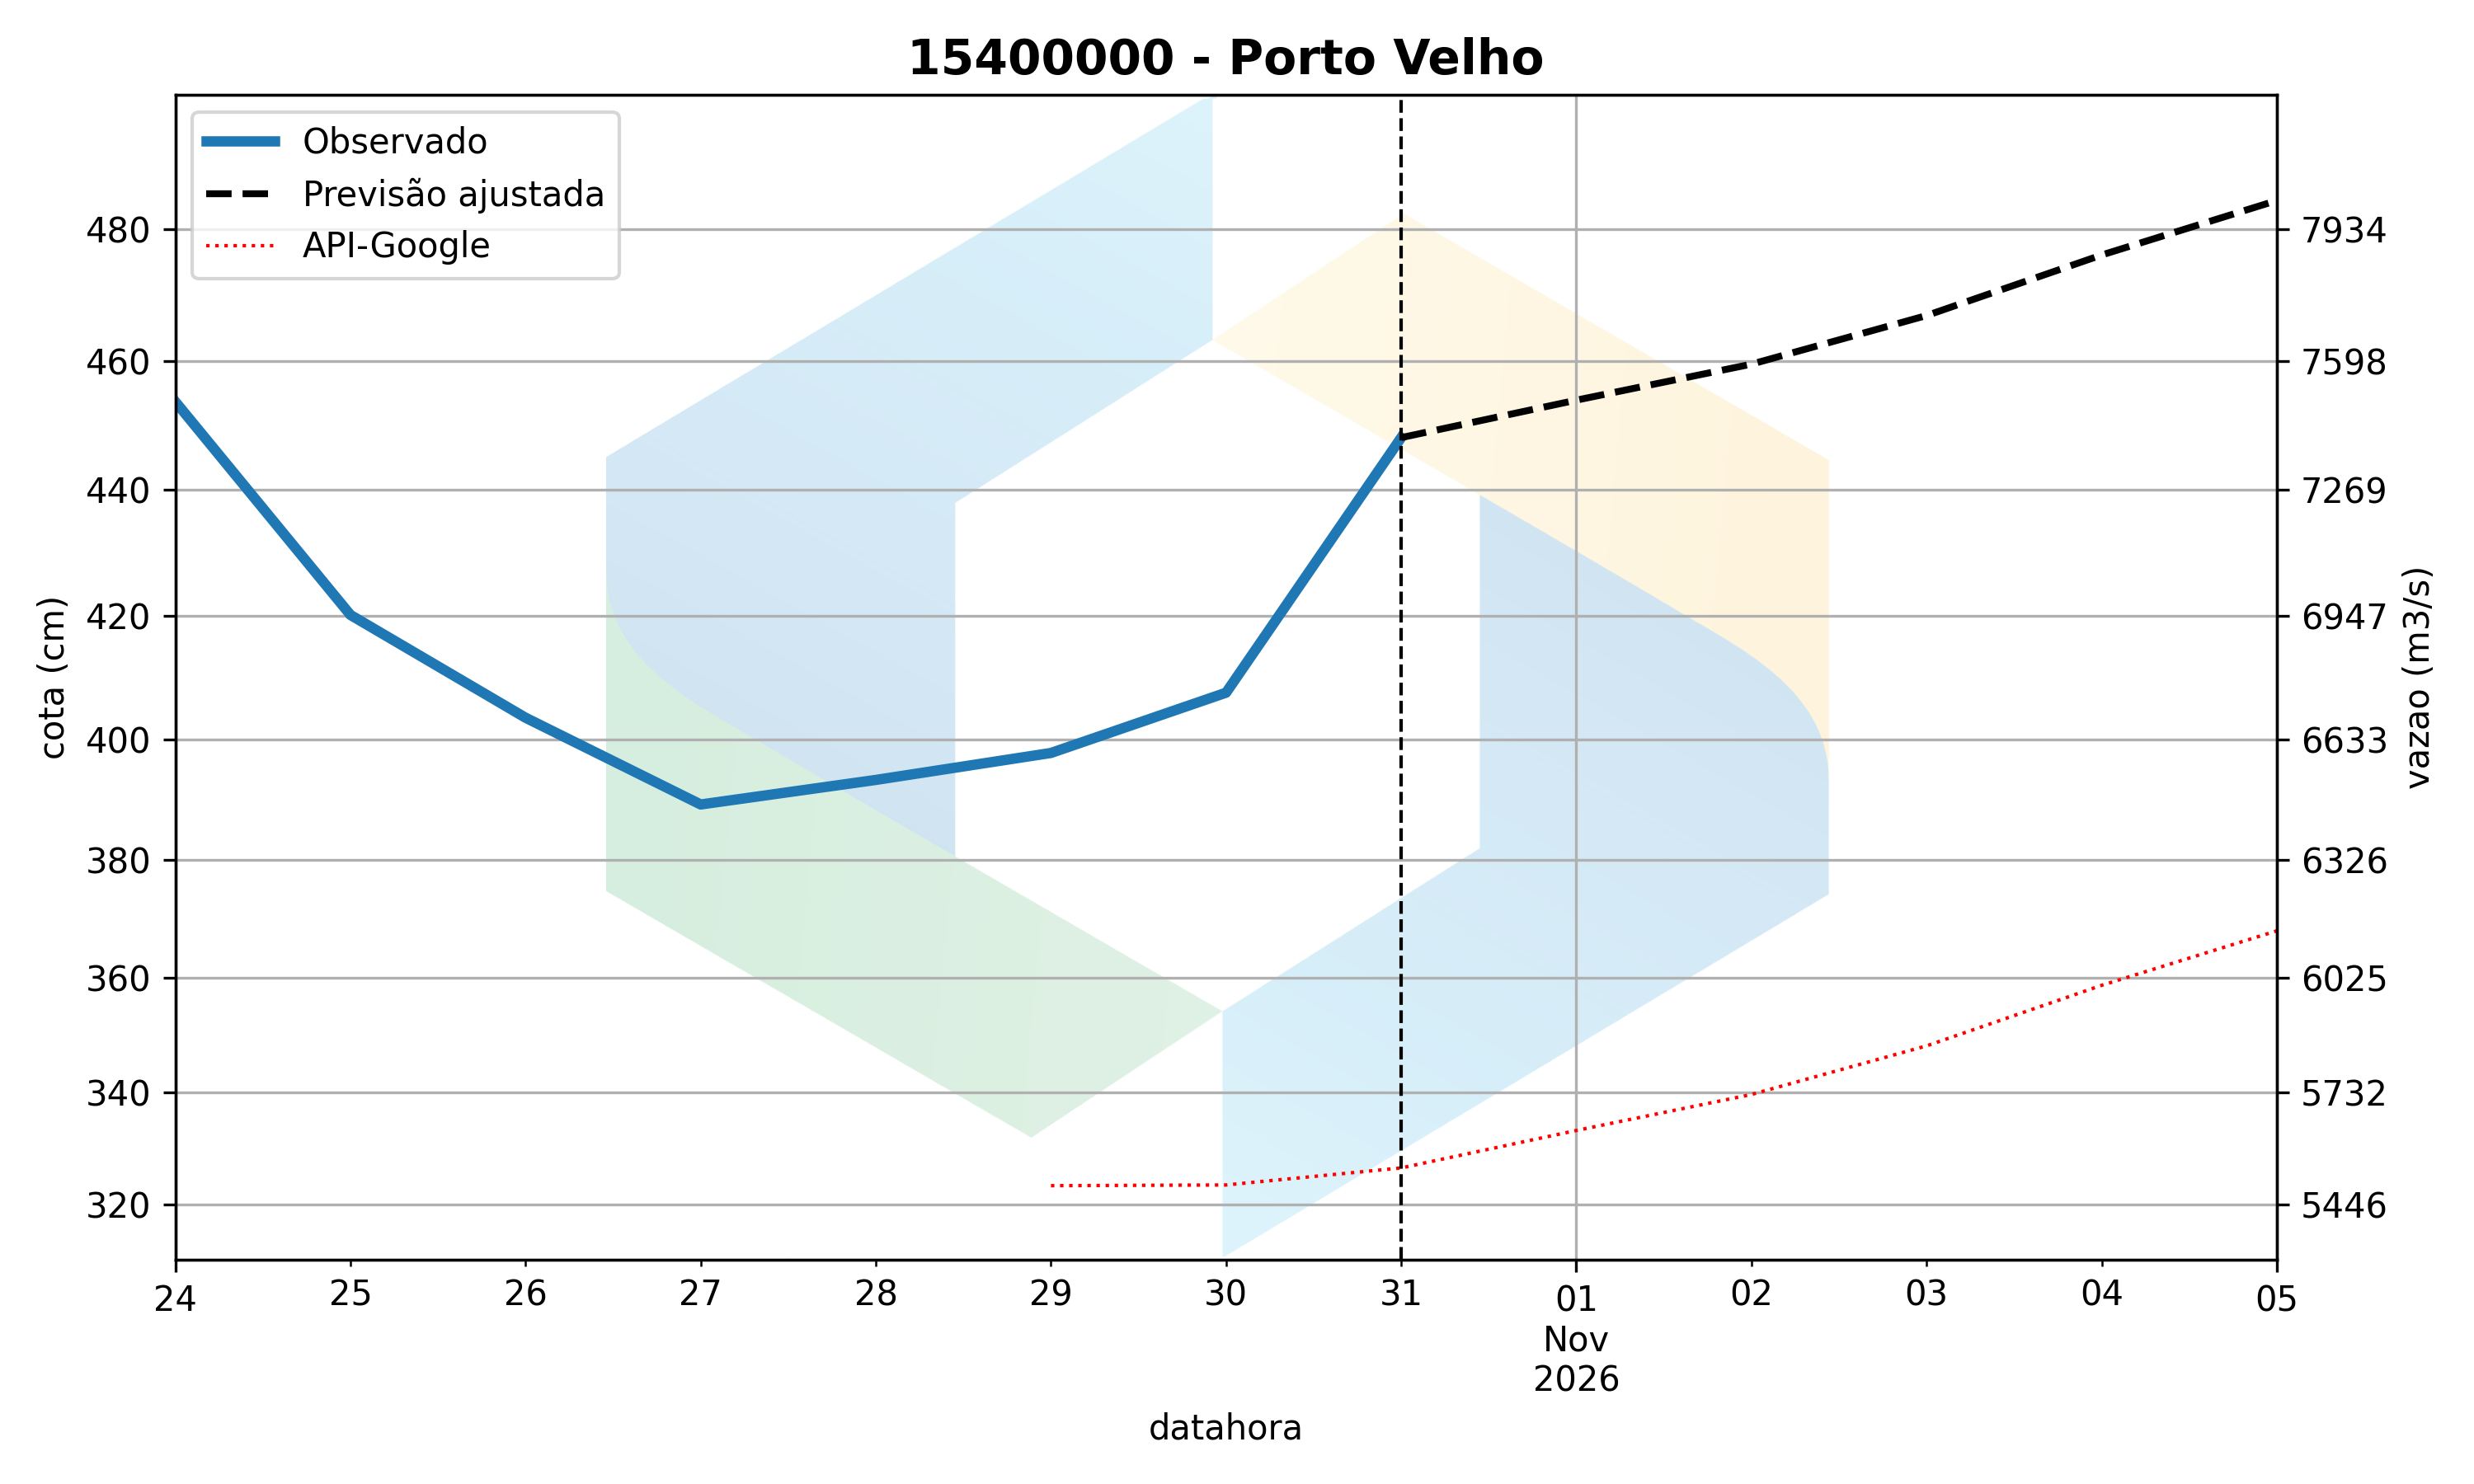 15400000 - Porto Velho
Observado
Previsão ajustada
API-Google
480
460
440
420
400
380
360
340
320
cota (cm)
7934
7598
7269
6947
6633
6326
6025
5732
5446
vazao (m3/s)
24 25 26 27 28 29 30 31 01 02 03 04 05
Nov
2026
datahora